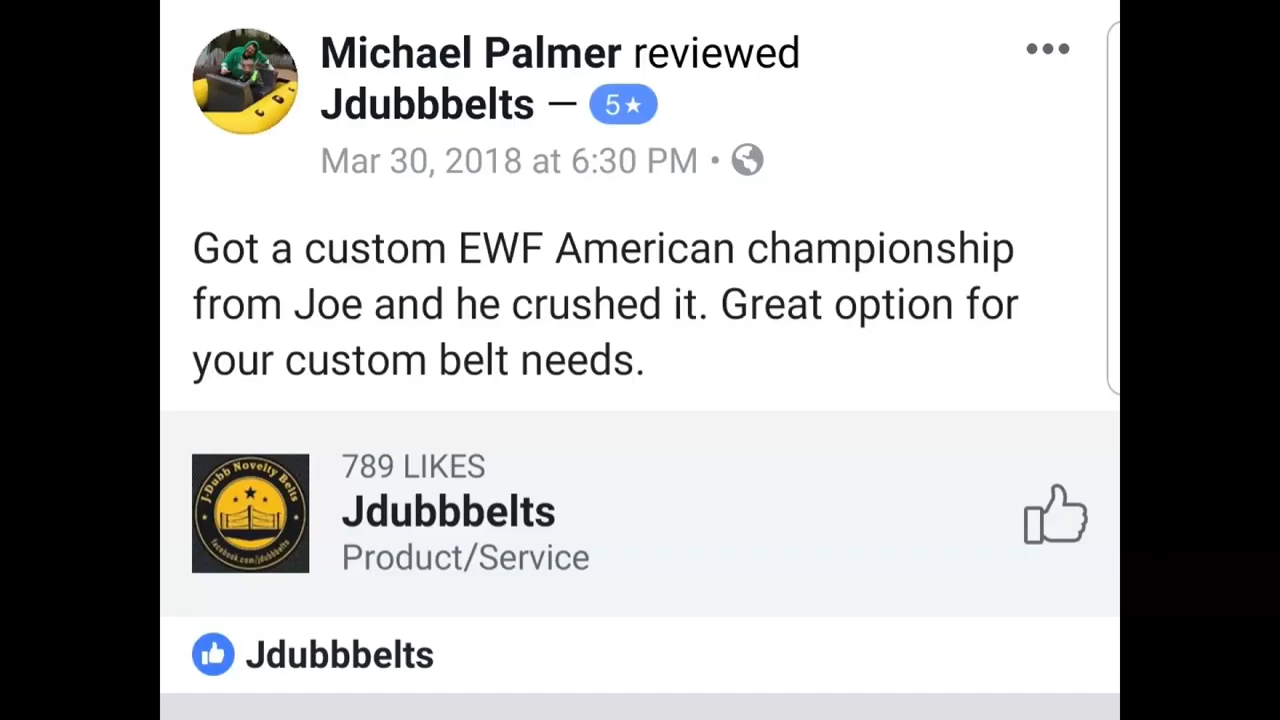 Michael Palmer reviewed
Jdubbbelts — 5★
Mar 30, 2018 at 6:30 PM •
Got a custom EWF American championship
from Joe and he crushed it. Great option for
your custom belt needs.
789 LIKES
Jdubbbelts
Product/Service
J-Dubb Novelty Belts
facebook.com/jdubbbelts
Jdubbbelts